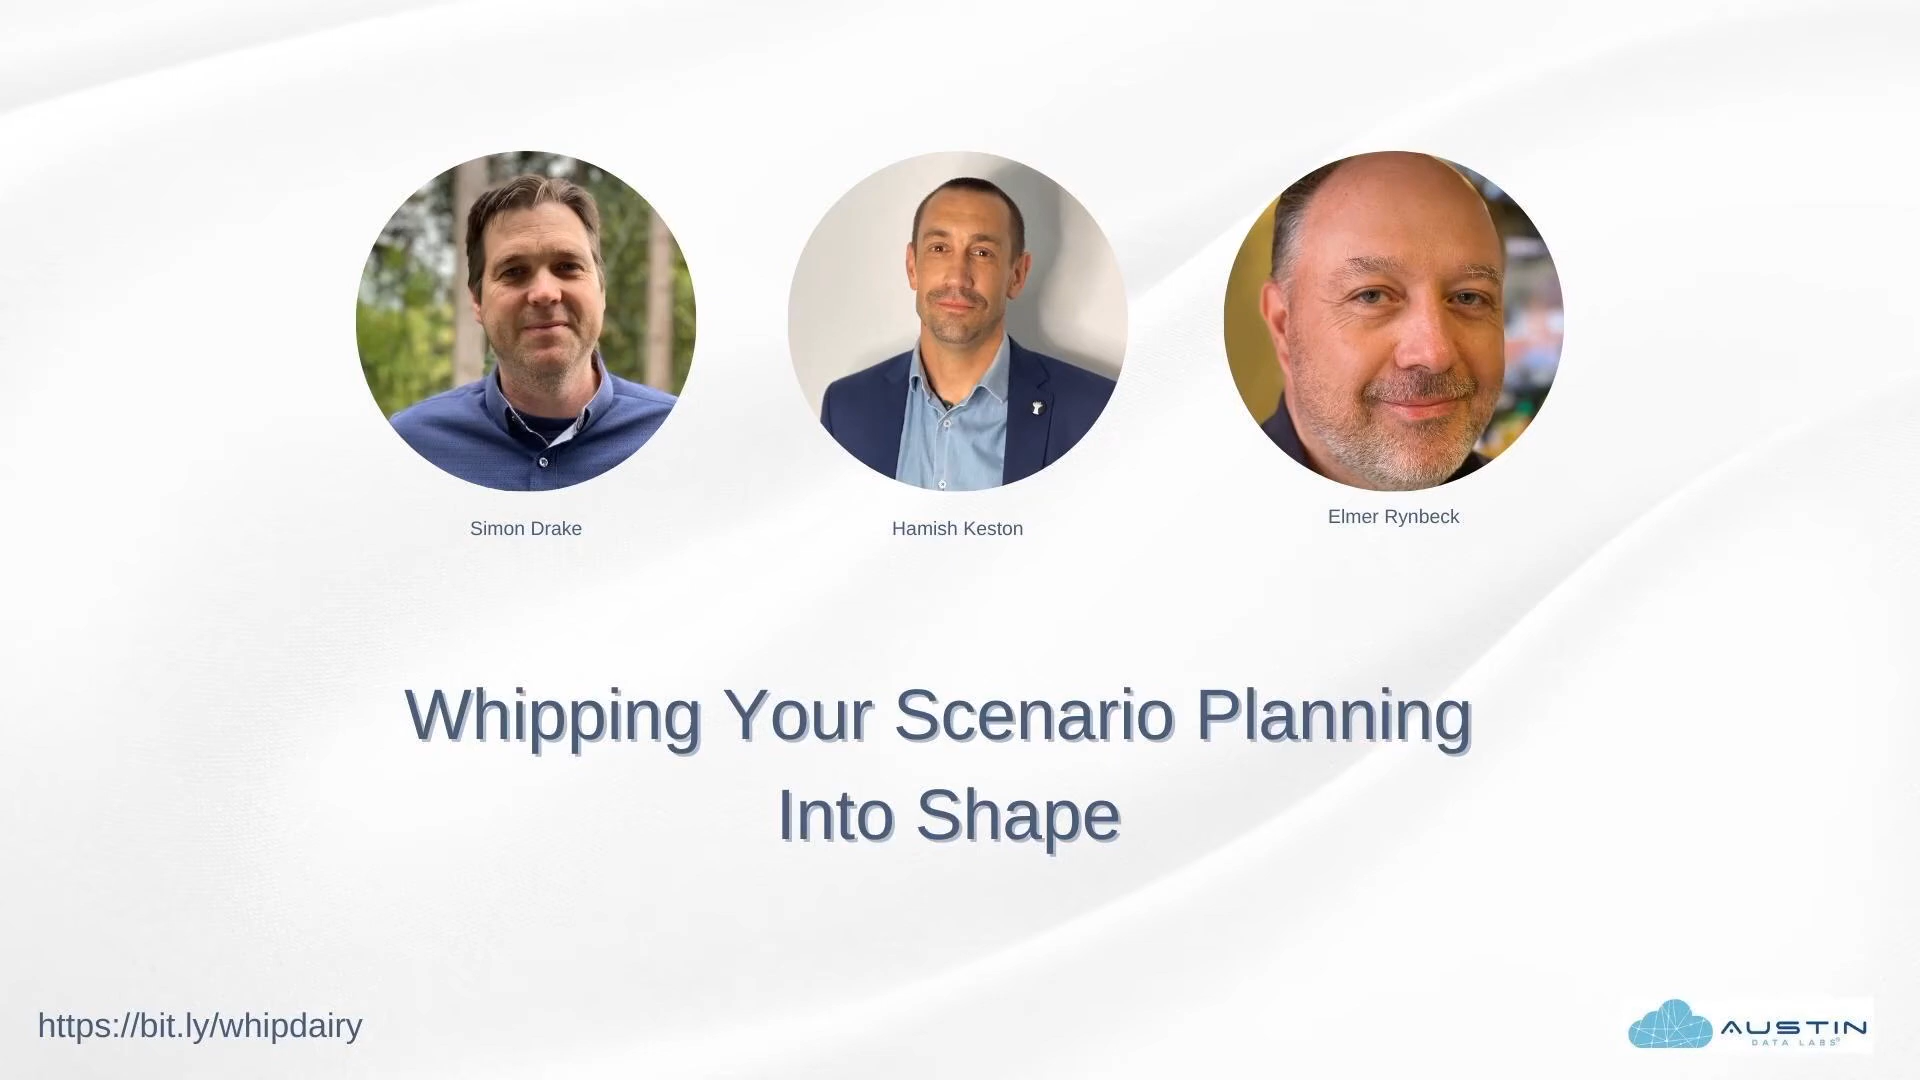 Simon Drake
Hamish Keston
Elmer Rynbeck
Whipping Your Scenario Planning
Into Shape
https://bit.ly/whipdairy
AUSTIN
DATA LABS®